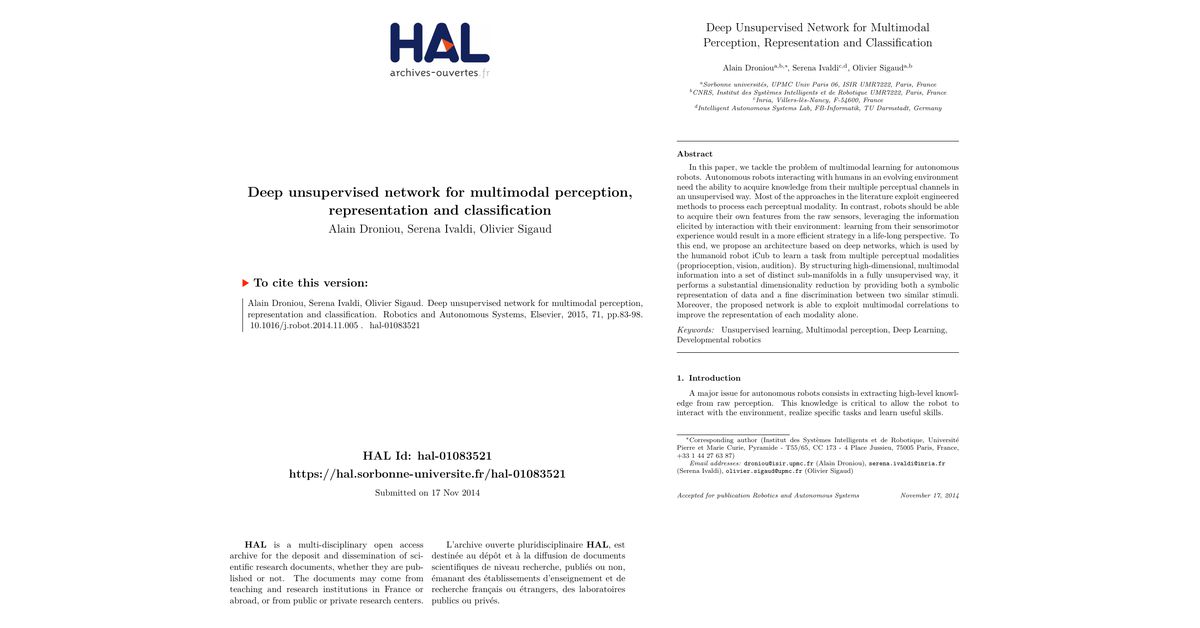 HAL
archives-ouvertes.fr
Deep unsupervised network for multimodal perception,
representation and classification
Alain Droniou, Serena Ivaldi, Olivier Sigaud
To cite this version:
Alain Droniou, Serena Ivaldi, Olivier Sigaud. Deep unsupervised network for multimodal perception,
representation and classification. Robotics and Autonomous Systems, Elsevier, 2015, 71, pp.83-98.
10.1016/j.robot.2014.11.005 . hal-01083521
HAL Id: hal-01083521
https://hal.sorbonne-universite.fr/hal-01083521
Submitted on 17 Nov 2014
HAL is a multi-disciplinary open access
archive for the deposit and dissemination of sci-
entific research documents, whether they are pub-
lished or not. The documents may come from
teaching and research institutions in France or
abroad, or from public or private research centers.
L'archive ouverte pluridisciplinaire HAL, est
destinée au dépôt et à la diffusion de documents
scientifiques de niveau recherche, publiés ou non,
émanant des établissements d'enseignement et de
recherche français ou étrangers, des laboratoires
publics ou privés.
Deep Unsupervised Network for Multimodal
Perception, Representation and Classification
Alain Droniou a,b,*, Serena Ivaldi c,d, Olivier Sigaud a,b
a Sorbonne universités, UPMC Univ Paris 06, ISIR UMR7222, Paris, France
b CNRS, Institut des Systèmes Intelligents et de Robotique UMR7222, Paris, France
c Inria, Villers-lès-Nancy, F-54600, France
d Intelligent Autonomous Systems Lab, FB-Informatik, TU Darmstadt, Germany
Abstract
In this paper, we tackle the problem of multimodal learning for autonomous
robots. Autonomous robots interacting with humans in an evolving environment
need the ability to acquire knowledge from their multiple perceptual channels in
an unsupervised way. Most of the approaches in the literature exploit engineered
methods to process each perceptual modality. In contrast, robots should be able
to acquire their own features from the raw sensors, leveraging the information
elicited by interaction with their environment: learning from their sensorimotor
experience would result in a more efficient strategy in a life-long perspective. To
this end, we propose an architecture based on deep networks, which is used by
the humanoid robot iCub to learn a task from multiple perceptual modalities
(proprioception, vision, audition). By structuring high-dimensional, multimodal
information into a set of distinct sub-manifolds in a fully unsupervised way, it
performs a substantial dimensionality reduction by providing both a symbolic
representation of data and a fine discrimination between two similar stimuli.
Moreover, the proposed network is able to exploit multimodal correlations to
improve the representation of each modality alone.
Keywords: Unsupervised learning, Multimodal perception, Deep Learning,
Developmental robotics
1. Introduction
A major issue for autonomous robots consists in extracting high-level knowl-
edge from raw perception. This knowledge is critical to allow the robot to
interact with the environment, realize specific tasks and learn useful skills.
*Corresponding author (Institut des Systèmes Intelligents et de Robotique, Université
Pierre et Marie Curie, Pyramide - T55/65, CC 173 - 4 Place Jussieu, 75005 Paris, France,
+33 1 44 27 63 87)
Email addresses: droniou@isir.upmc.fr (Alain Droniou), serena.ivaldi@inria.fr
(Serena Ivaldi), olivier.sigaud@upmc.fr (Olivier Sigaud)
Accepted for publication Robotics and Autonomous Systems November 17, 2014